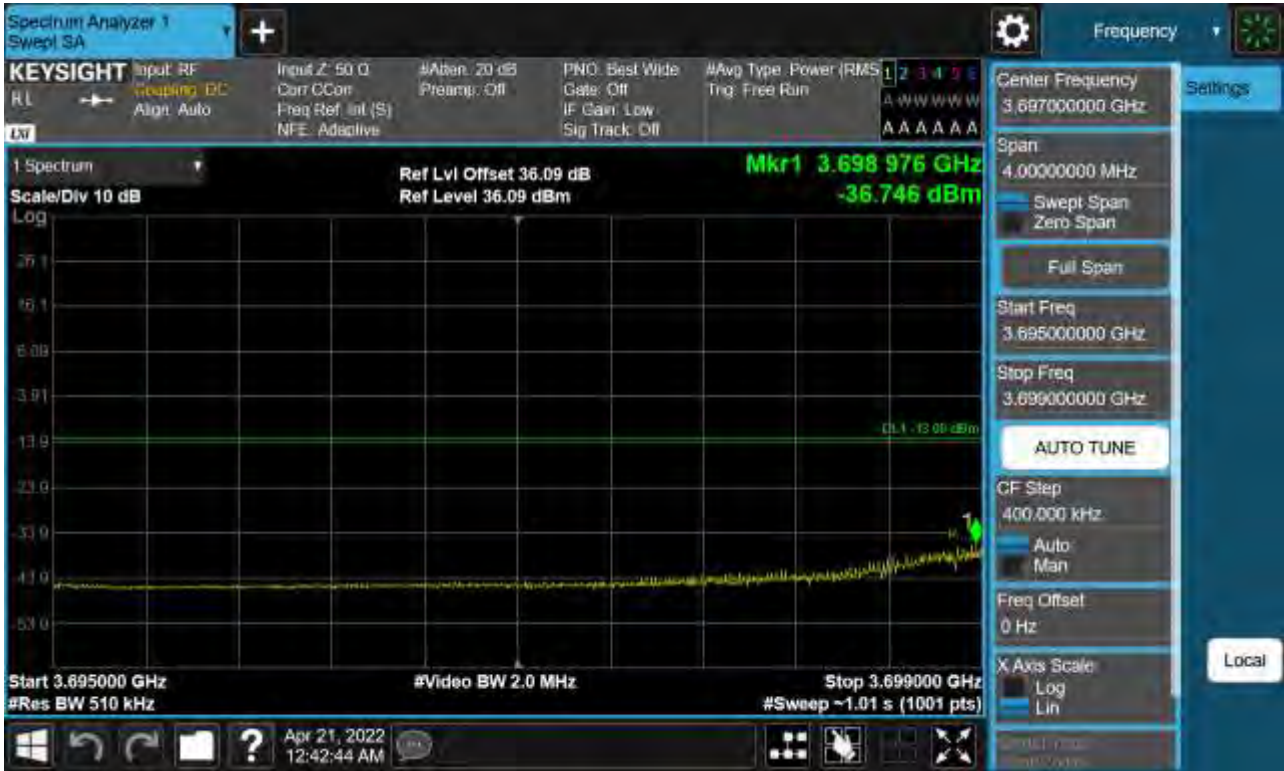 Spectrum Analyzer 1
Swept SA
Frequency
KEYSIGHT
RL
LXI
Input: RF
Coupling: DC
Align: Auto
Input Z: 50 Ω
Corr CCorr
Freq Ref: Int (S)
NFE: Adaptive
#Atten: 20 dB
Preamp: Off
PNO: Best Wide
Gate: Off
IF Gain: Low
Sig Track: Off
#Avg Type: Power (RMS
Trig: Free Run
1 2 3 4 5 6
A W W W W W
A A A A A A
1 Spectrum
Scale/Div 10 dB
Ref Lvl Offset 36.09 dB
Ref Level 36.09 dBm
Mkr1 3.698 976 GHz
-36.746 dBm
Log
26.1
16.1
6.09
-3.91
-13.9
-23.9
-33.9
-43.9
-53.9
1
Start 3.695000 GHz
#Res BW 510 kHz
#Video BW 2.0 MHz
Stop 3.699000 GHz
#Sweep ~1.01 s (1001 pts)
Center Frequency
3.697000000 GHz
Settings
Span
4.00000000 MHz
Swept Span
Zero Span
Full Span
Start Freq
3.695000000 GHz
Stop Freq
3.699000000 GHz
AUTO TUNE
CF Step
400.000 kHz
Auto
Man
Freq Offset
0 Hz
X Axis Scale
Log
Lin
Local
?
Apr 21, 2022
12:42:44 AM